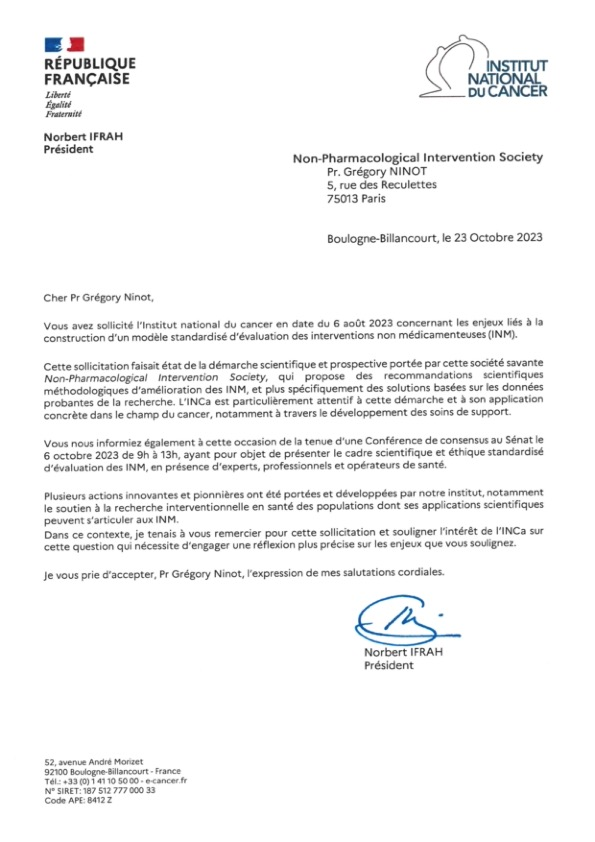 RÉPUBLIQUE
FRANÇAISE
Liberté
Égalité
Fraternité
INSTITUT
NATIONAL
DU CANCER
Norbert IFRAH
Président
Non-Pharmacological Intervention Society
Pr. Grégory NINOT
5, rue des Reculettes
75013 Paris
Boulogne-Billancourt, le 23 Octobre 2023
Cher Pr Grégory Ninot,
Vous avez sollicité l'Institut national du cancer en date du 6 août 2023 concernant les enjeux liés à la
construction d'un modèle standardisé d'évaluation des interventions non médicamenteuses (INM).
Cette sollicitation faisait état de la démarche scientifique et prospective portée par cette société savante
Non-Pharmacological Intervention Society, qui propose des recommandations scientifiques
méthodologiques d'amélioration des INM, et plus spécifiquement des solutions basées sur les données
probantes de la recherche. L'INCa est particulièrement attentif à cette démarche et à son application
concrète dans le champ du cancer, notamment à travers le développement des soins de support.
Vous nous informiez également à cette occasion de la tenue d'une Conférence de consensus au Sénat le
6 octobre 2023 de 9h à 13h, ayant pour objet de présenter le cadre scientifique et éthique standardisé
d'évaluation des INM, en présence d'experts, professionnels et opérateurs de santé.
Plusieurs actions innovantes et pionnières ont été portées et développées par notre institut, notamment
le soutien à la recherche interventionnelle en santé des populations dont ses applications scientifiques
peuvent s'articuler aux INM.
Dans ce contexte, je tenais à vous remercier pour cette sollicitation et souligner l'intérêt de l'INCa sur
cette question qui nécessite d'engager une réflexion plus précise sur les enjeux que vous soulignez.
Je vous prie d'accepter, Pr Grégory Ninot, l'expression de mes salutations cordiales.
Norbert IFRAH
Président
52, avenue André Morizet
92100 Boulogne-Billancourt - France
Tél.: +33 (0) 1 41 10 50 00 - e-cancer.fr
N° SIRET: 187 512 777 000 33
Code APE: 8412 Z